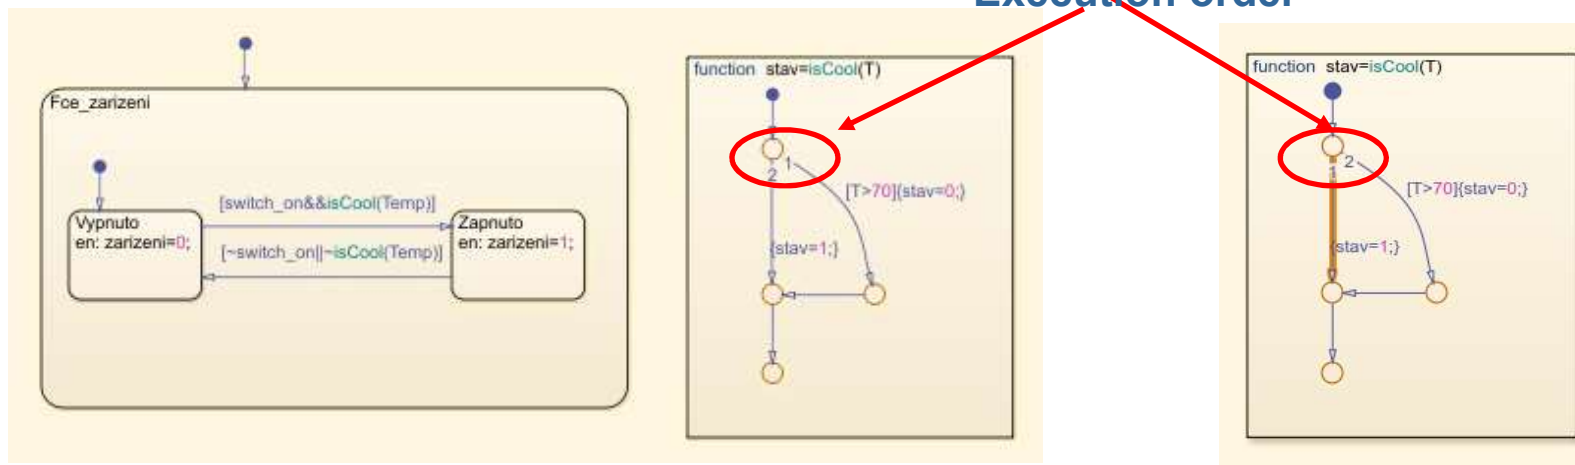 Execution order
Fce_zarizeni
Vypnuto
en: zarizeni=0;
[switch_on&&isCool(Temp)]
[~switch_on||~isCool(Temp)]
Zapnuto
en: zarizeni=1;
function stav=isCool(T)
1
2
[T>70]{stav=0;}
{stav=1;}
function stav=isCool(T)
2
1
[T>70]{stav=0;}
{stav=1;}